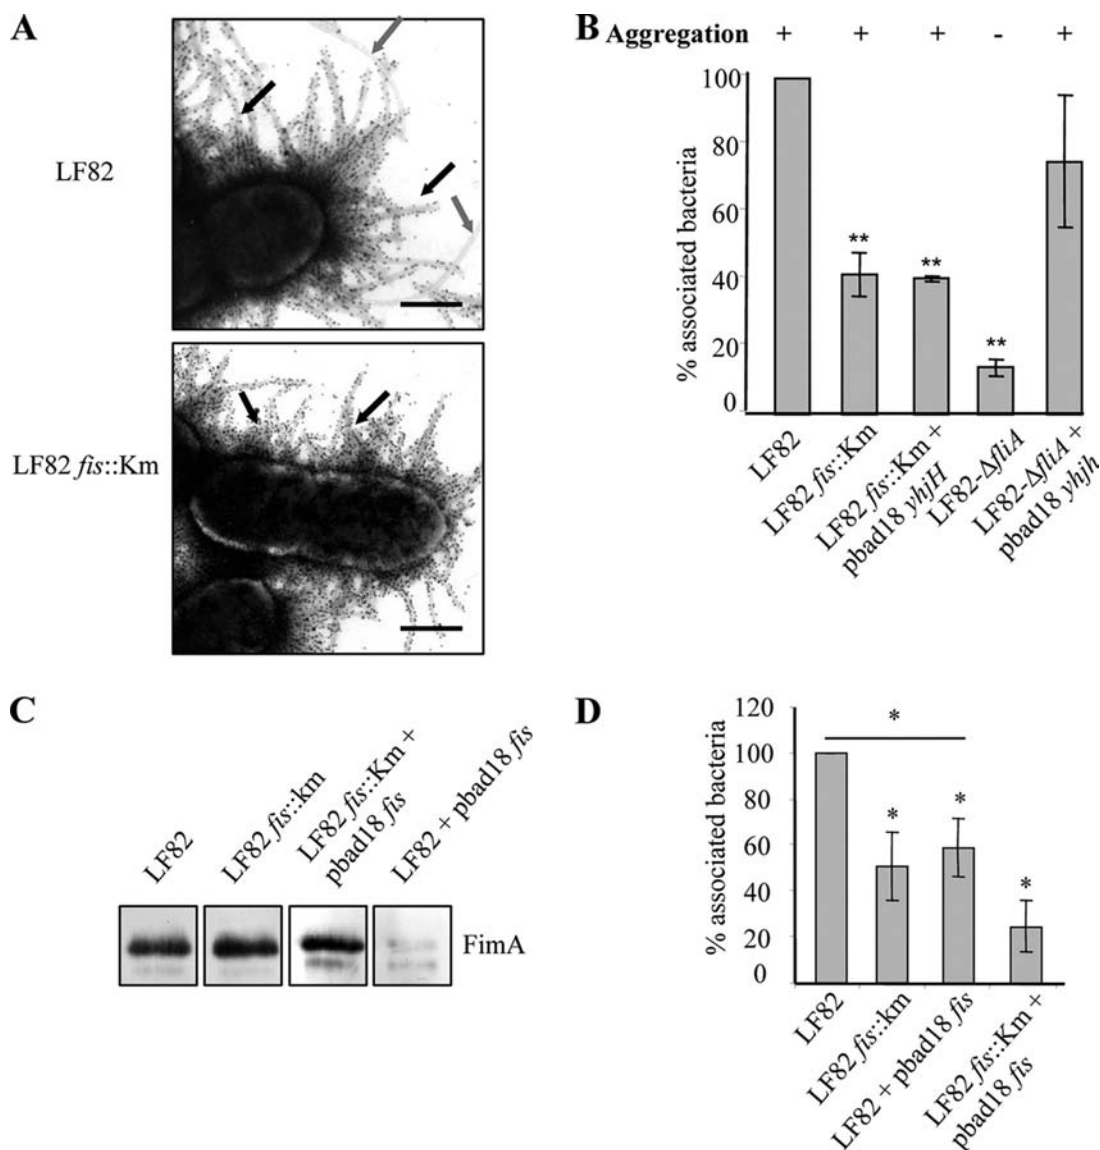 A
LF82
LF82 fis::Km
B
Aggregation + + + - +
% associated bacteria
100
80
60
40
20
0
**
**
**
LF82
LF82 fis::Km
LF82 fis::Km +
pbad18 yhjH
LF82-ΔfliA
LF82-ΔfliA +
pbad18 yhjh
C
LF82
LF82 fis::km
LF82 fis::Km +
pbad18 fis
LF82 + pbad18 fis
FimA
D
% associated bacteria
120
100
80
60
40
20
0
*
*
*
*
LF82
LF82 fis::km
LF82 + pbad18 fis
LF82 fis::Km +
pbad18 fis